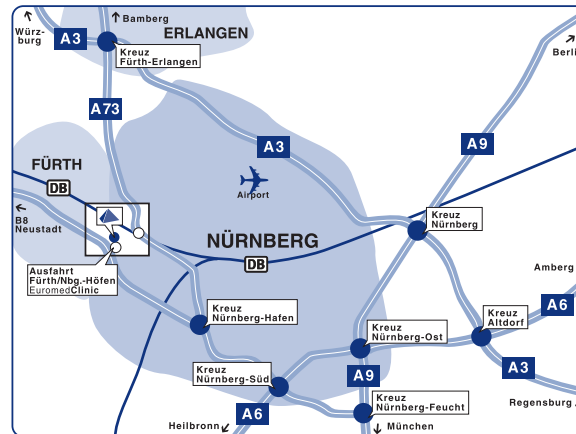 Bamberg
ERLANGEN
Würz-
burg
A3
Kreuz
Fürth-Erlangen
Berli
A73
A9
A3
FÜRTH
DB
Airport
B8
Neustadt
Kreuz
Nürnberg
NÜRNBERG
DB
Ausfahrt
Fürth/Nbg.-Höfen
EuromedClinic
Amberg
A6
Kreuz
Nürnberg-Hafen
Kreuz
Altdorf
Kreuz
Nürnberg-Ost
A3
Kreuz
Nürnberg-Süd
A9
Kreuz
Nürnberg-Feucht
Regensburg
A6
Heilbronn
München